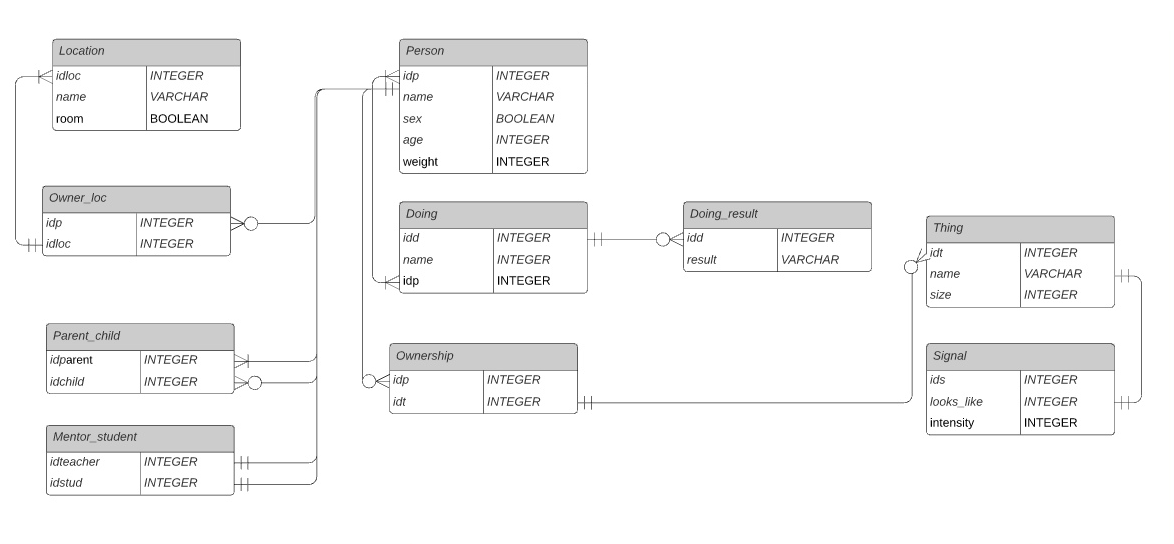 Location
idloc INTEGER
name VARCHAR
room BOOLEAN
Person
idp INTEGER
name VARCHAR
sex BOOLEAN
age INTEGER
weight INTEGER
Owner_loc
idp INTEGER
idloc INTEGER
Doing
idd INTEGER
name INTEGER
idp INTEGER
Doing_result
idd INTEGER
result VARCHAR
Thing
idt INTEGER
name VARCHAR
size INTEGER
Parent_child
idparent INTEGER
idchild INTEGER
Ownership
idp INTEGER
idt INTEGER
Signal
ids INTEGER
looks_like INTEGER
intensity INTEGER
Mentor_student
idteacher INTEGER
idstud INTEGER